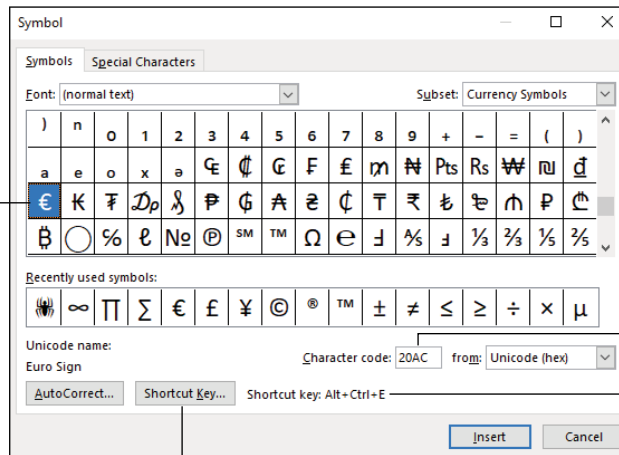 Symbol
Symbols Special Characters
Font: (normal text) Subset: Currency Symbols
⁾ ⁿ ₀ ₁ ₂ ₃ ₄ ₅ ₆ ₇ ₈ ₉ ₊ ₋ ₌ ₍ ₎
ₐ ₑ ₒ ₓ ₔ ₠ ₡ ₢ ₣ ₤ ₥ ₦ ₧ ₨ ₩ ₪ ₫
€ ₭ ₮ ₯ ₰ ₱ ₲ ₳ ₴ ₵ ₸ ₹ ₺ ₻ ₼ ₽ ₾
₿ ⃝ ℅ ℓ № ℗ ℠ ™ Ω ℮ Ⅎ ⅍ ⅎ ⅓ ⅔ ⅕ ⅖
Recently used symbols:
🕷 ∞ ∏ ∑ € £ ¥ © ® ™ ± ≠ ≤ ≥ ÷ × µ
Unicode name:
Euro Sign
Character code: 20AC from: Unicode (hex)
AutoCorrect... Shortcut Key... Shortcut key: Alt+Ctrl+E
Insert Cancel